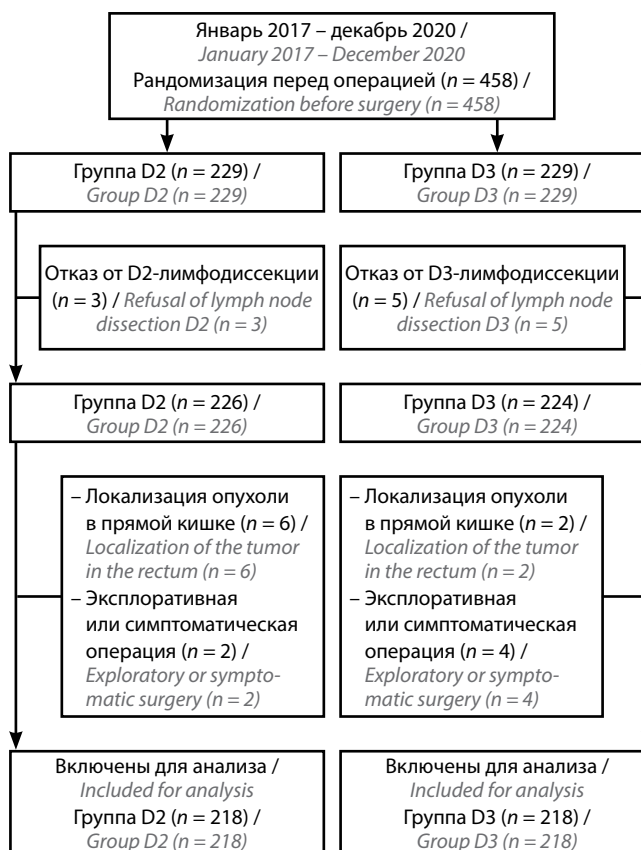 Январь 2017 – декабрь 2020 /
January 2017 – December 2020
Рандомизация перед операцией (n = 458) /
Randomization before surgery (n = 458)
Группа D2 (n = 229) /
Group D2 (n = 229)
Группа D3 (n = 229) /
Group D3 (n = 229)
Отказ от D2-лимфодиссекции
(n = 3) / Refusal of lymph node
dissection D2 (n = 3)
Отказ от D3-лимфодиссекции
(n = 5) / Refusal of lymph node
dissection D3 (n = 5)
Группа D2 (n = 226) /
Group D2 (n = 226)
Группа D3 (n = 224) /
Group D3 (n = 224)
– Локализация опухоли
в прямой кишке (n = 6) /
Localization of the tumor
in the rectum (n = 6)
– Эксплоративная
или симптоматическая
операция (n = 2) /
Exploratory or sympto-
matic surgery (n = 2)
– Локализация опухоли
в прямой кишке (n = 2) /
Localization of the tumor
in the rectum (n = 2)
– Эксплоративная
или симптоматическая
операция (n = 4) /
Exploratory or sympto-
matic surgery (n = 4)
Включены для анализа /
Included for analysis
Группа D2 (n = 218) /
Group D2 (n = 218)
Включены для анализа /
Included for analysis
Группа D3 (n = 218) /
Group D3 (n = 218)